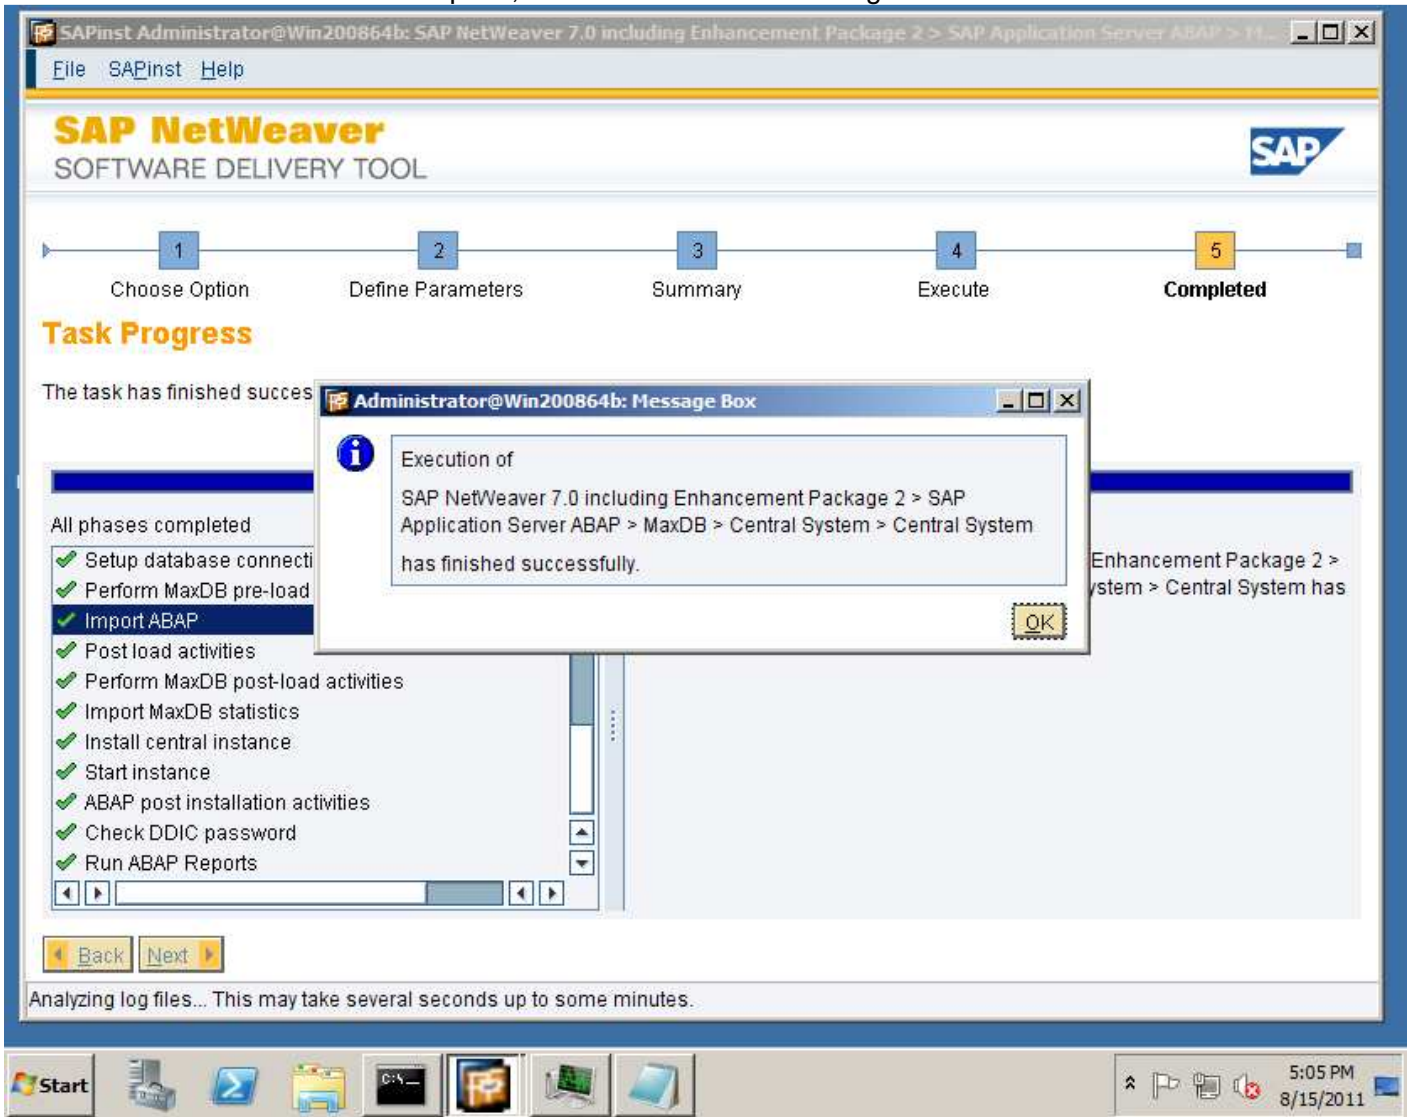 SAPinst Administrator@Win200864b: SAP NetWeaver 7.0 including Enhancement Package 2 > SAP Application Server ABAP > M...
File SAPinst Help
SAP NetWeaver
SOFTWARE DELIVERY TOOL
SAP
1 2 3 4 5
Choose Option Define Parameters Summary Execute Completed
Task Progress
The task has finished succes
Administrator@Win200864b: Message Box
Execution of
SAP NetWeaver 7.0 including Enhancement Package 2 > SAP
Application Server ABAP > MaxDB > Central System > Central System
has finished successfully.
OK
All phases completed
Setup database connecti
Perform MaxDB pre-load
Import ABAP
Post load activities
Perform MaxDB post-load activities
Import MaxDB statistics
Install central instance
Start instance
ABAP post installation activities
Check DDIC password
Run ABAP Reports
Enhancement Package 2 >
ystem > Central System has
Back Next
Analyzing log files... This may take several seconds up to some minutes.
Start
C:\
5:05 PM
8/15/2011